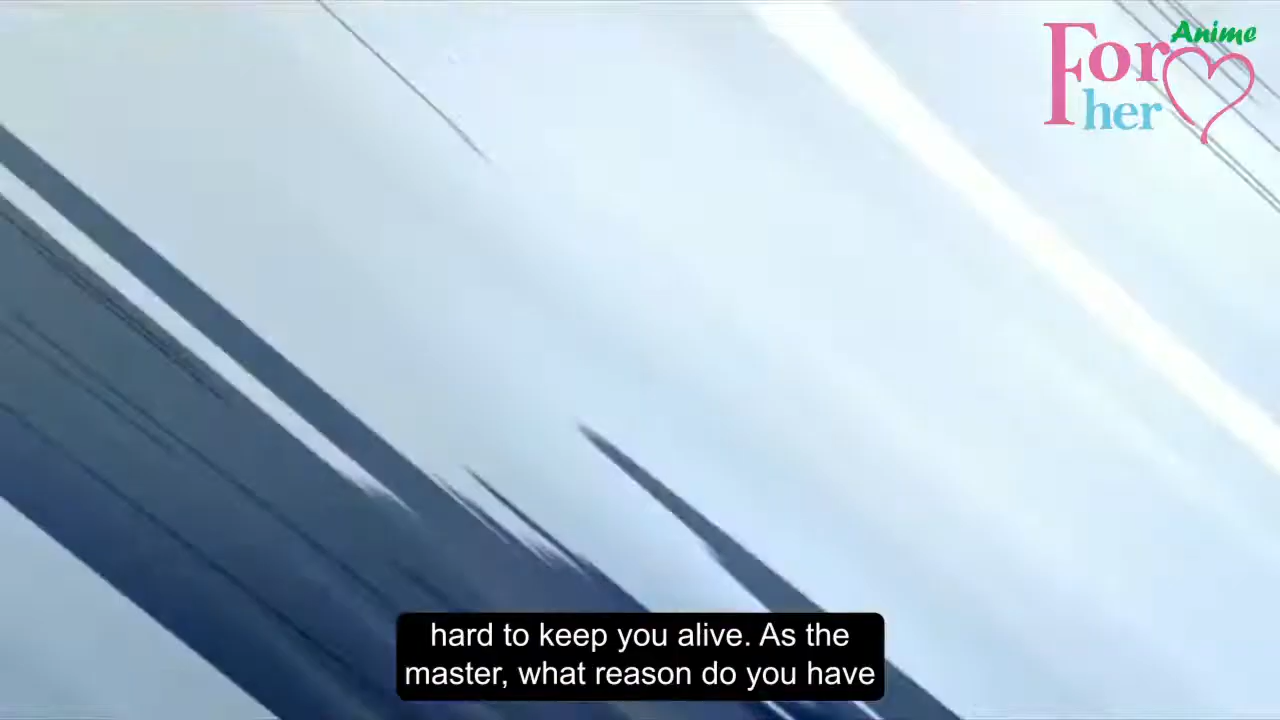 Anime
For
her
hard to keep you alive. As the
master, what reason do you have